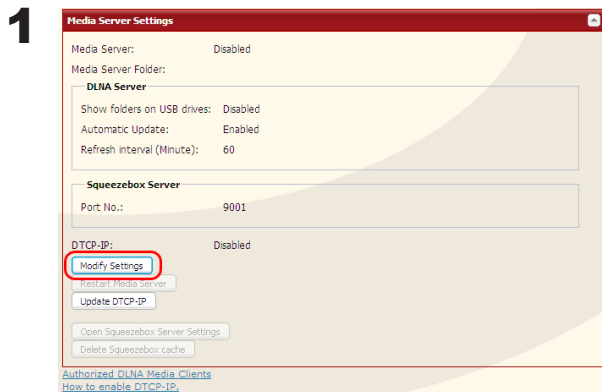 1
Media Server Settings
Media Server: Disabled
Media Server Folder:
DLNA Server
Show folders on USB drives: Disabled
Automatic Update: Enabled
Refresh interval (Minute): 60
Squeezebox Server
Port No.: 9001
DTCP-IP: Disabled
Modify Settings
Restart Media Server
Update DTCP-IP
Open Squeezebox Server Settings
Delete Squeezebox cache
Authorized DLNA Media Clients
How to enable DTCP-IP.